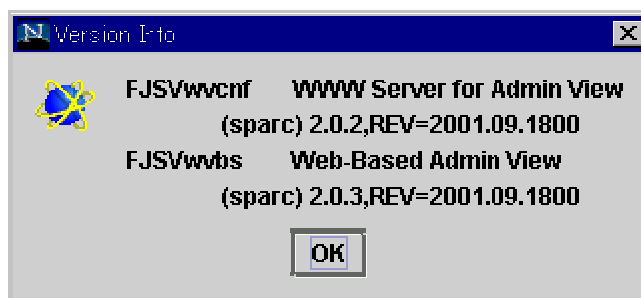 Version Info
FJSVwvcnf WWW Server for Admin View
(sparc) 2.0.2,REV=2001.09.1800
FJSVwvbs Web-Based Admin View
(sparc) 2.0.3,REV=2001.09.1800
OK